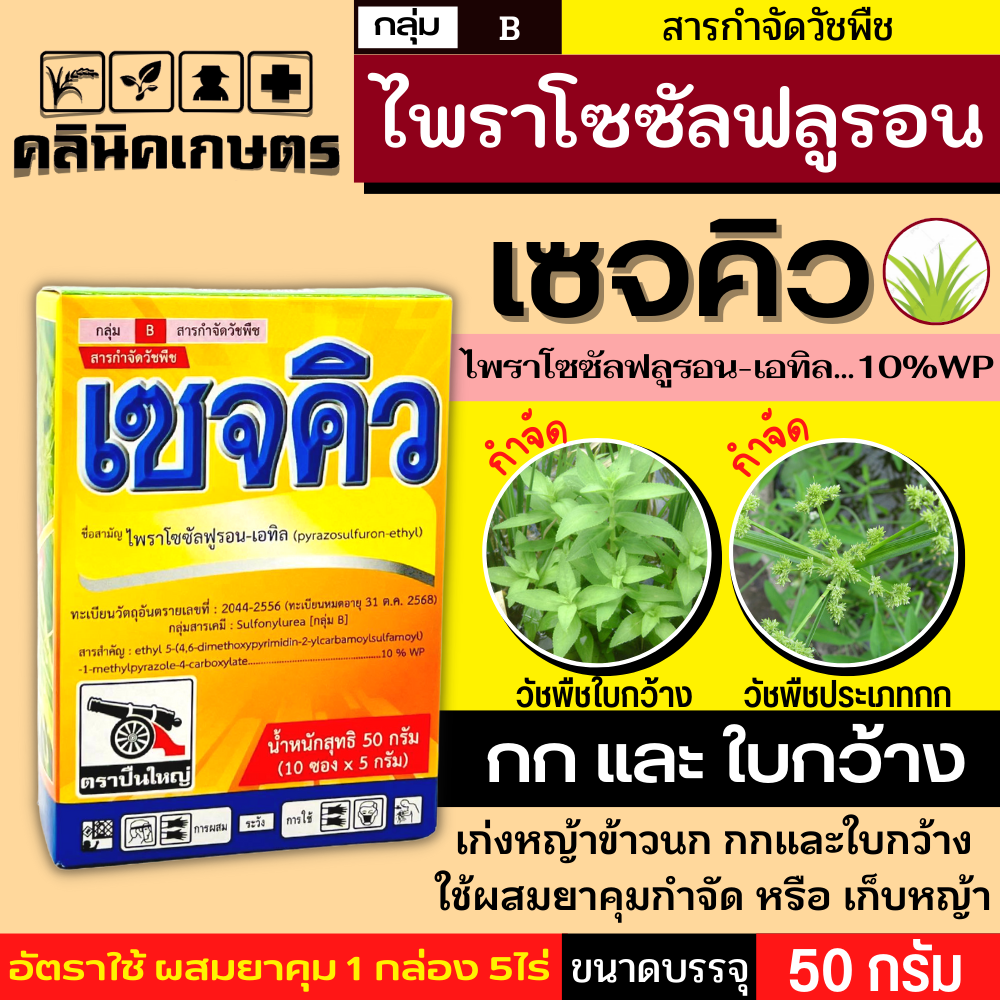 กลุ่ม B สารกำจัดวัชพืช
คลินิคเกษตร
ไพราโซซัลฟลูรอน
เซจคิว
ไพราโซซัลฟลูรอน-เอทิล...10%WP
กลุ่ม B สารกำจัดวัชพืช
สารกำจัดวัชพืช
เซจคิว
ชื่อสามัญ ไพราโซซัลฟูรอน-เอทิล (pyrazosulfuron-ethyl)
ทะเบียนวัตถุอันตรายเลขที่ : 2044-2556 (ทะเบียนหมดอายุ 31 ต.ค. 2568)
กลุ่มสารเคมี : Sulfonylurea [กลุ่ม B]
สารสำคัญ : ethyl 5-(4,6-dimethoxypyrimidin-2-ylcarbamoylsulfamoyl)
-1-methylpyrazole-4-carboxylate..........................................10 % WP
ตราปืนใหญ่
น้ำหนักสุทธิ 50 กรัม
(10 ซอง x 5 กรัม)
การผสม ระวัง การใช้
กำจัด
กำจัด
วัชพืชใบกว้าง
วัชพืชประเภทกก
กก และ ใบกว้าง
เก่งหญ้าข้าวนก กกและใบกว้าง
ใช้ผสมยาคุมกำจัด หรือ เก็บหญ้า
อัตราใช้ ผสมยาคุม 1 กล่อง 5ไร่
ขนาดบรรจุ 50 กรัม